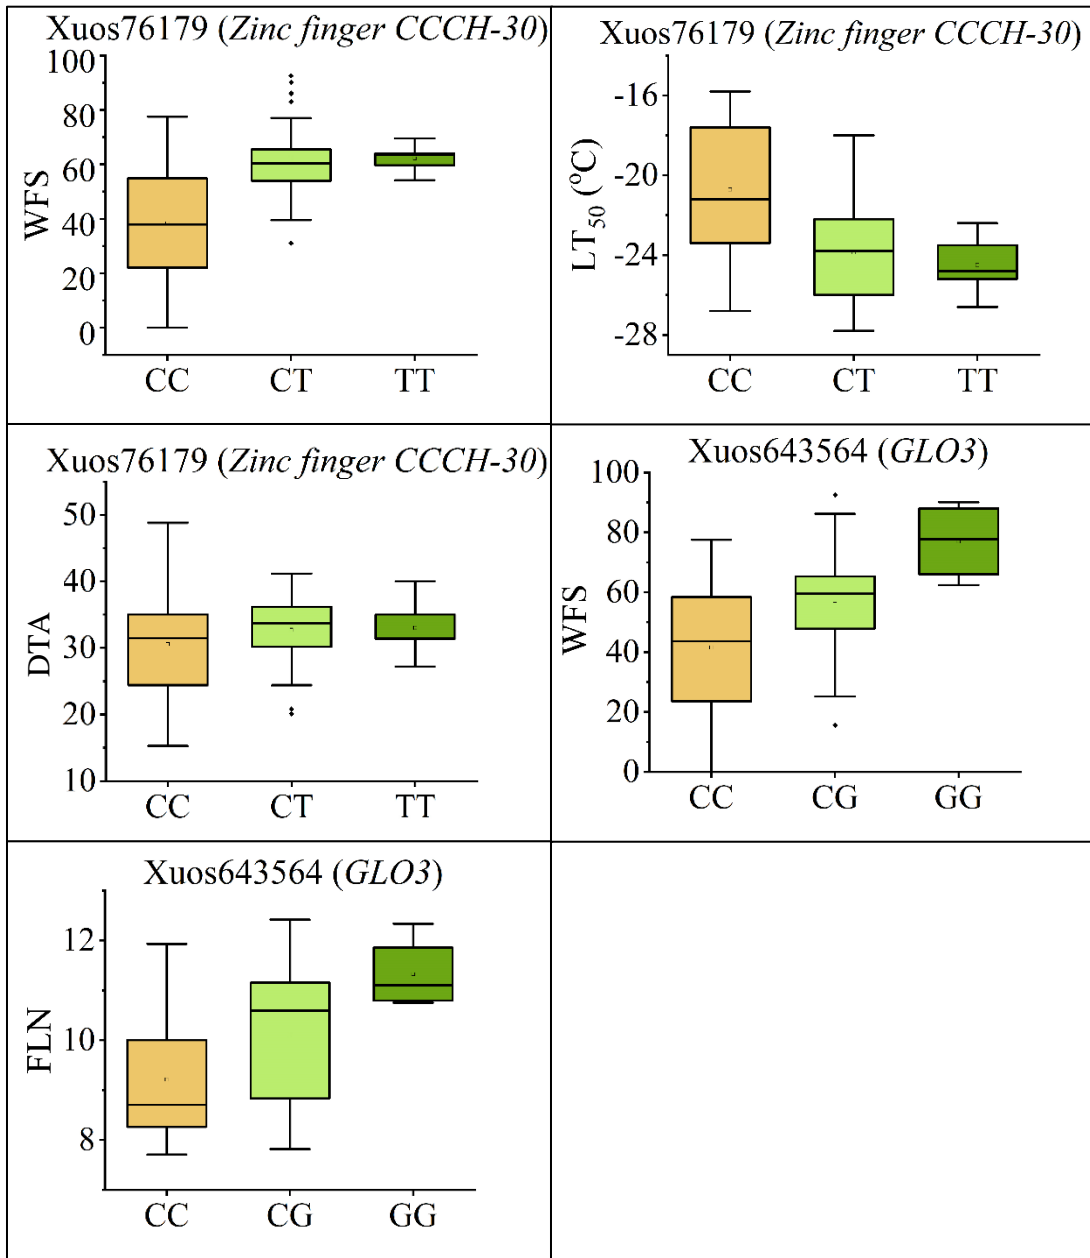 Xuos76179 (Zinc finger CCCH-30)
100
80
60
40
20
0
WFS
CC CT TT
Xuos76179 (Zinc finger CCCH-30)
-16
-20
-24
-28
LT50 (oC)
CC CT TT
Xuos76179 (Zinc finger CCCH-30)
50
40
30
20
10
DTA
CC CT TT
Xuos643564 (GLO3)
100
80
60
40
20
0
WFS
CC CG GG
Xuos643564 (GLO3)
12
10
8
FLN
CC CG GG